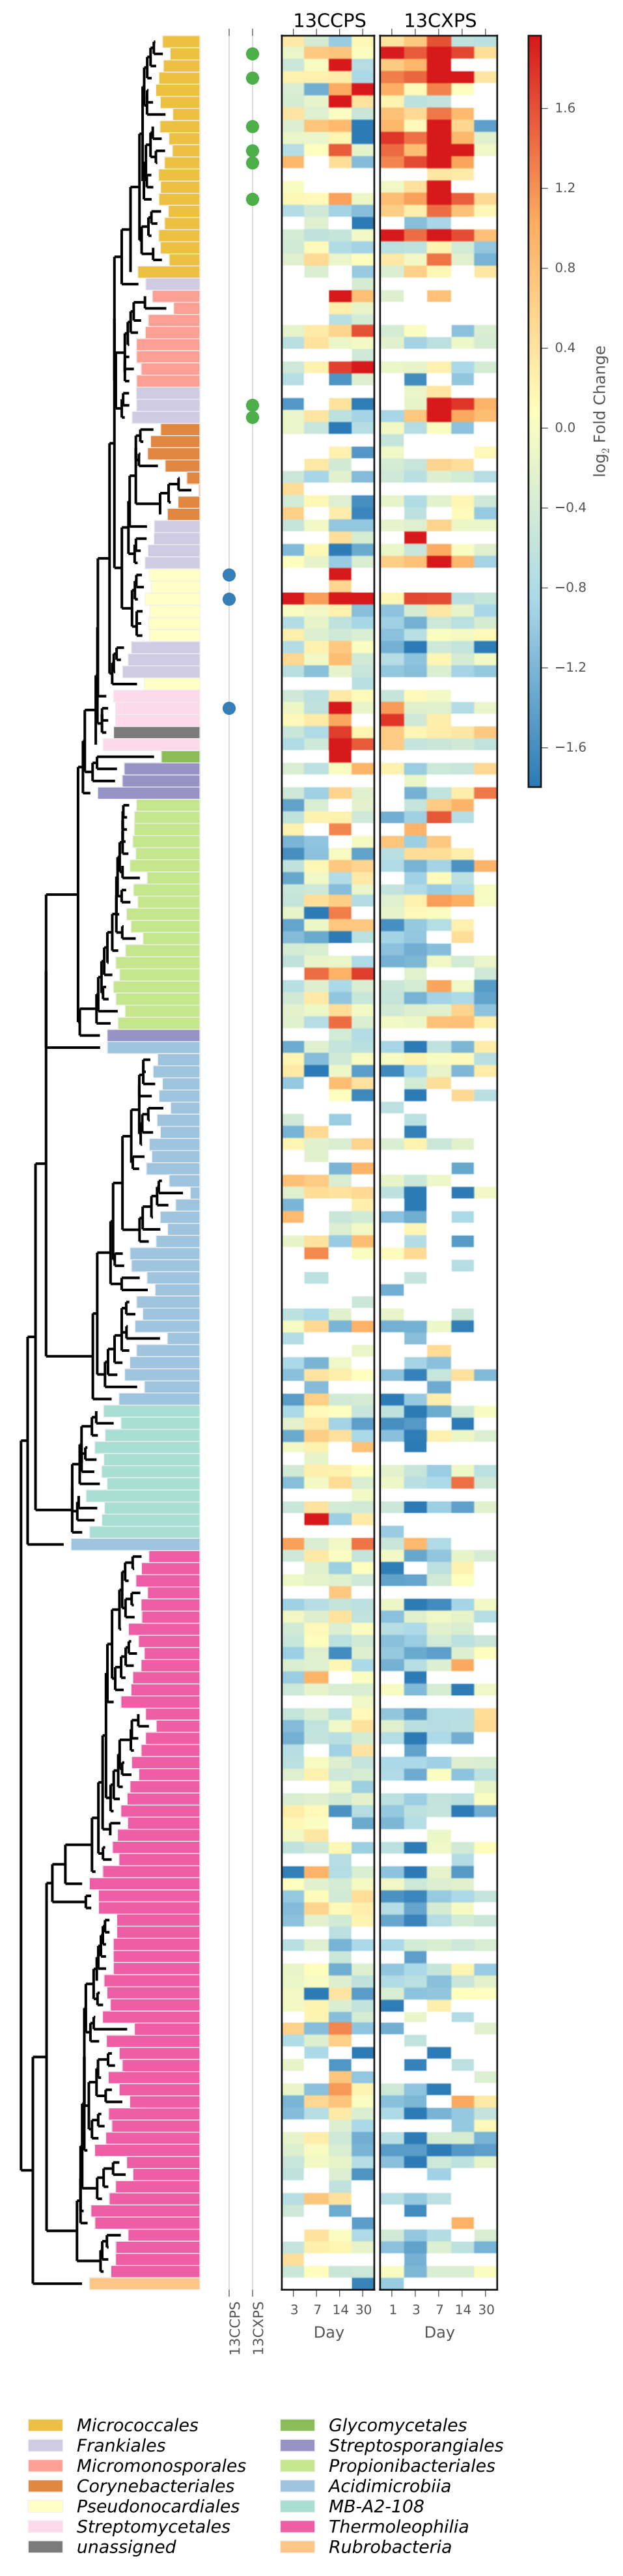 13CCPS 13CXPS
1.6
1.2
0.8
0.4
0.0
−0.4
−0.8
−1.2
−1.6
log2 Fold Change
13CCPS
13CXPS
3 7 14 30 1 3 7 14 30
Day Day
Micrococcales Glycomycetales
Frankiales Streptosporangiales
Micromonosporales Propionibacteriales
Corynebacteriales Acidimicrobiia
Pseudonocardiales MB-A2-108
Streptomycetales Thermoleophilia
unassigned Rubrobacteria